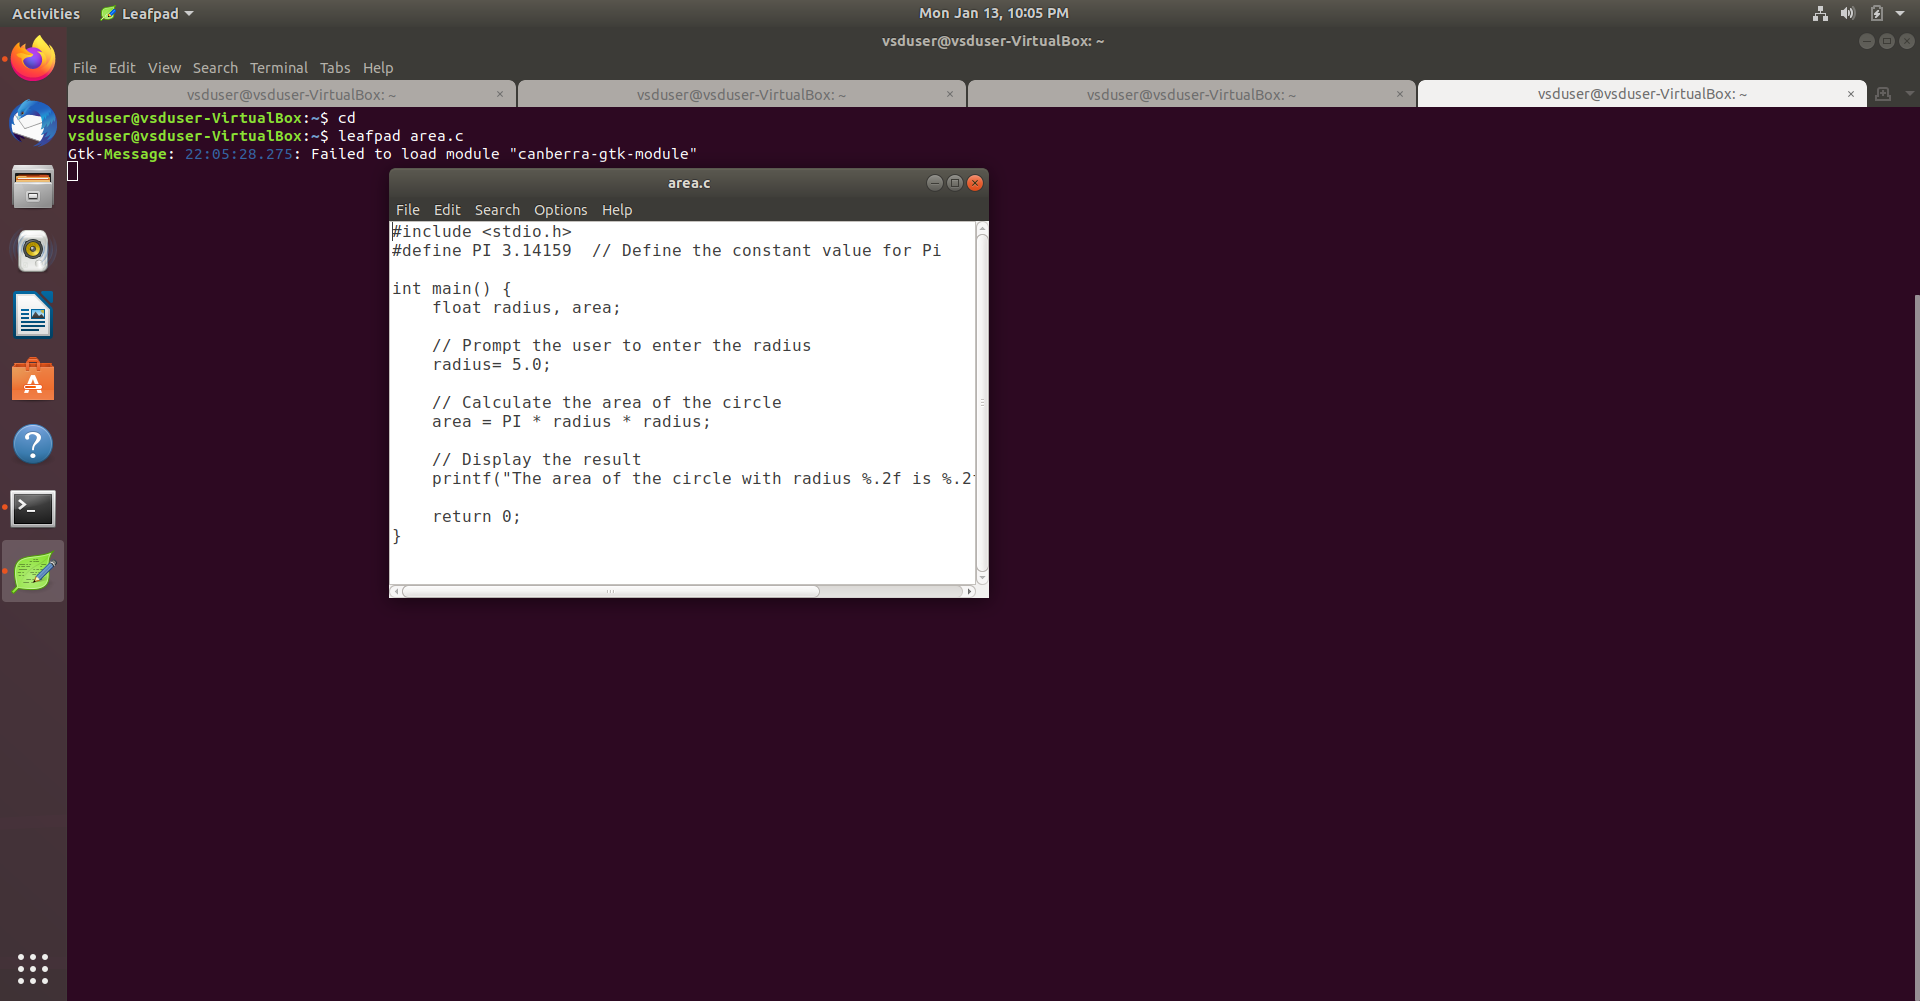 Activities Leafpad Mon Jan 13, 10:05 PM
vsduser@vsduser-VirtualBox: ~
File Edit View Search Terminal Tabs Help
vsduser@vsduser-VirtualBox: ~ × vsduser@vsduser-VirtualBox: ~ × vsduser@vsduser-VirtualBox: ~ × vsduser@vsduser-VirtualBox: ~ ×
vsduser@vsduser-VirtualBox:~$ cd
vsduser@vsduser-VirtualBox:~$ leafpad area.c
Gtk-Message: 22:05:28.275: Failed to load module "canberra-gtk-module"
area.c
File Edit Search Options Help
#include <stdio.h>
#define PI 3.14159  // Define the constant value for Pi
int main() {
    float radius, area;
    // Prompt the user to enter the radius
    radius= 5.0;
    // Calculate the area of the circle
    area = PI * radius * radius;
    // Display the result
    printf("The area of the circle with radius %.2f is %.2f
    return 0;
}